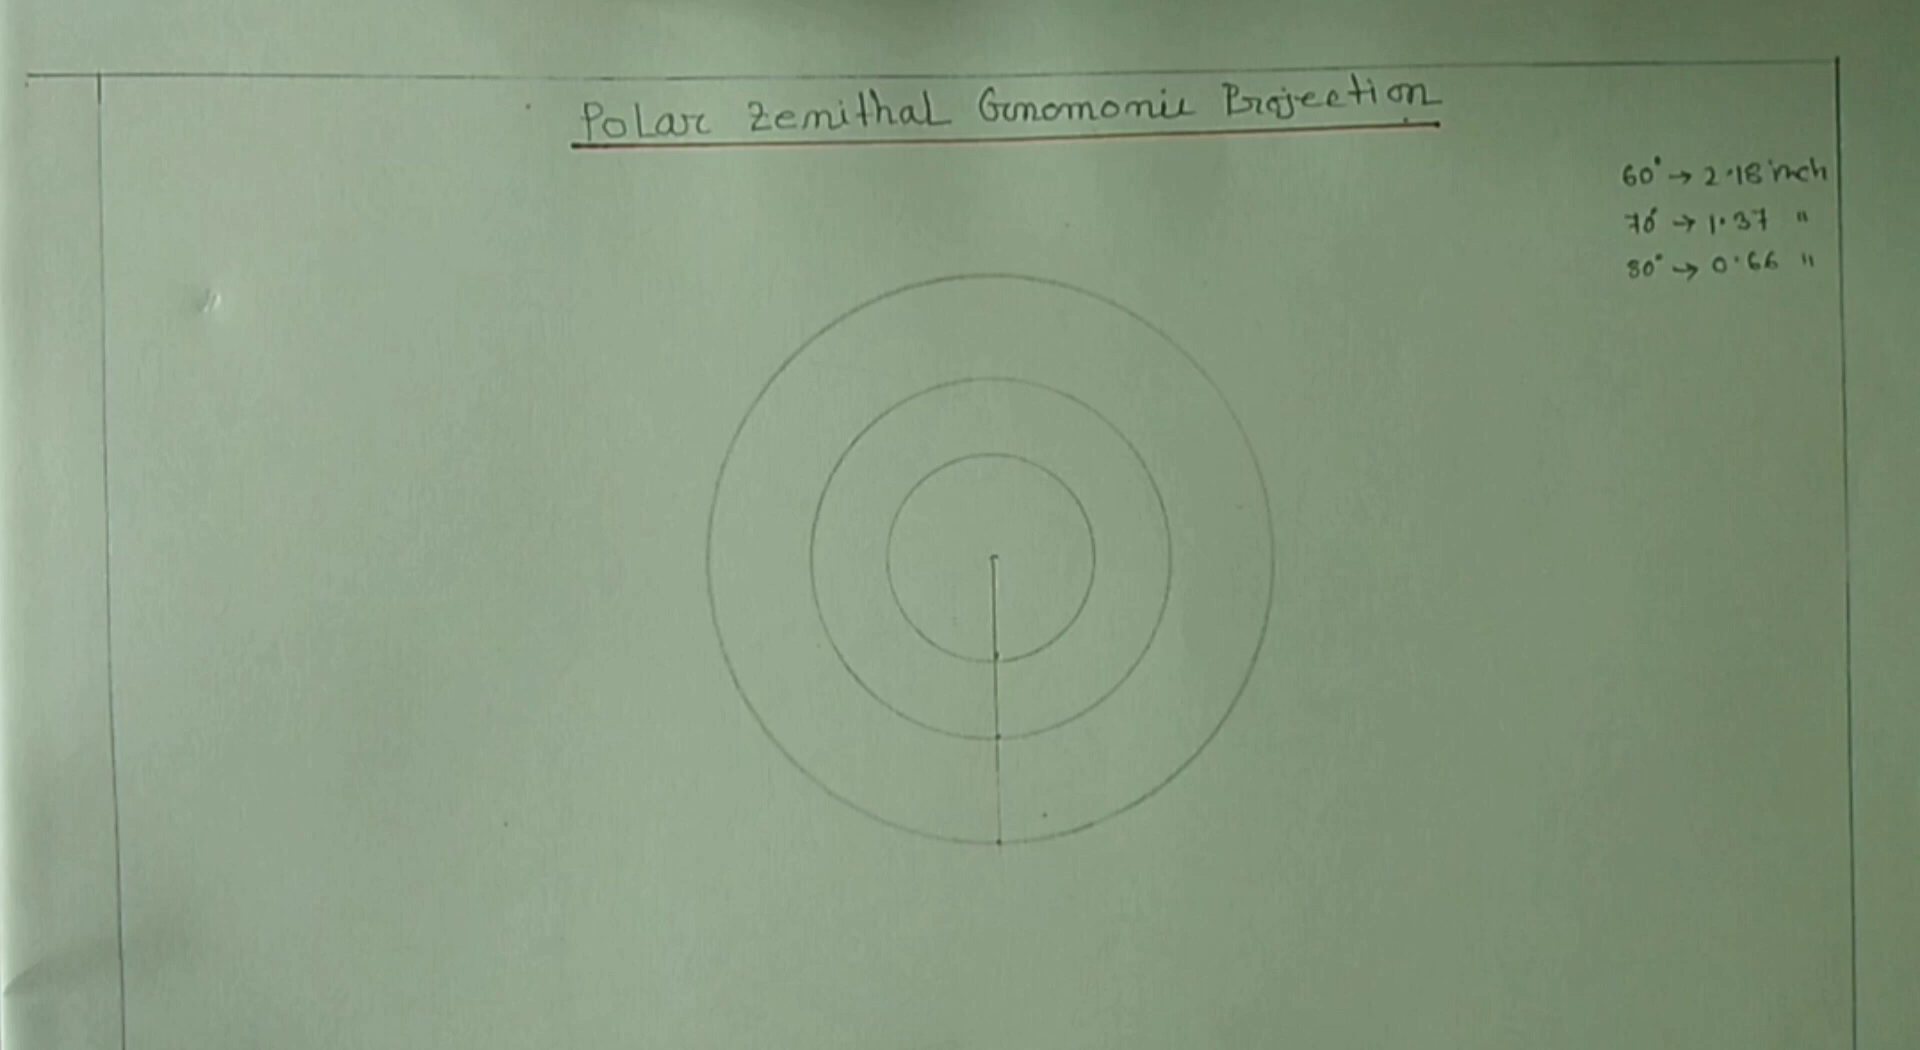 Polar Zenithal Gnomonic Projection
60° → 2.18 inch
70° → 1.37 "
80° → 0.66 "